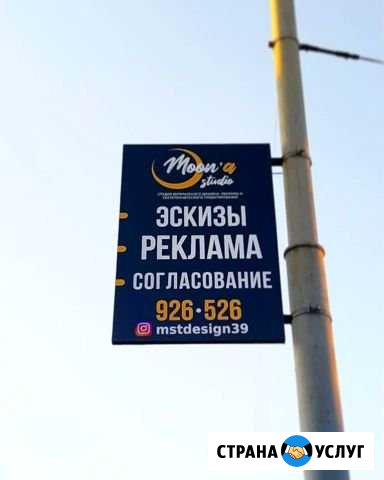 Moon'a
studio
ЭСКИЗЫ
РЕКЛАМА
СОГЛАСОВАНИЕ
926•526
mstdesign39
СТРАНА УСЛУГ